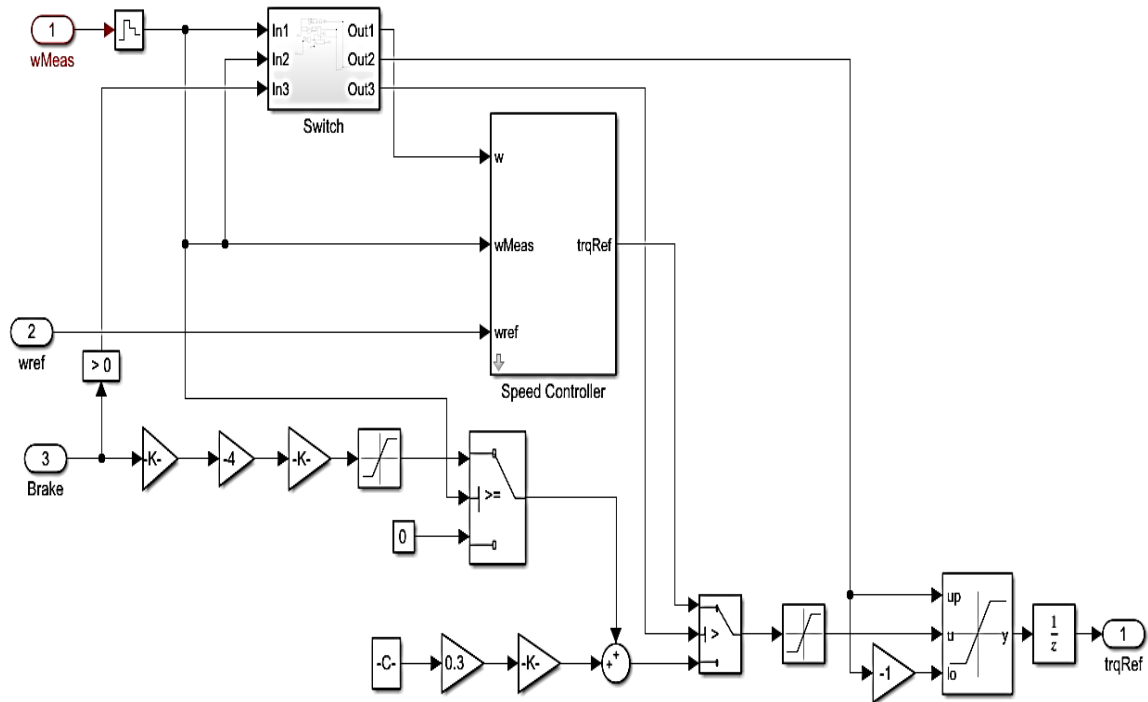 1
wMeas
In1
In2
In3
Out1
Out2
Out3
Switch
w
wMeas
wref
trqRef
Speed Controller
2
wref
> 0
3
Brake
-K-
-4
-K-
>=
0
-C-
0.3
-K-
+
+
>
-1
up
u
lo
y
1
z
1
trqRef